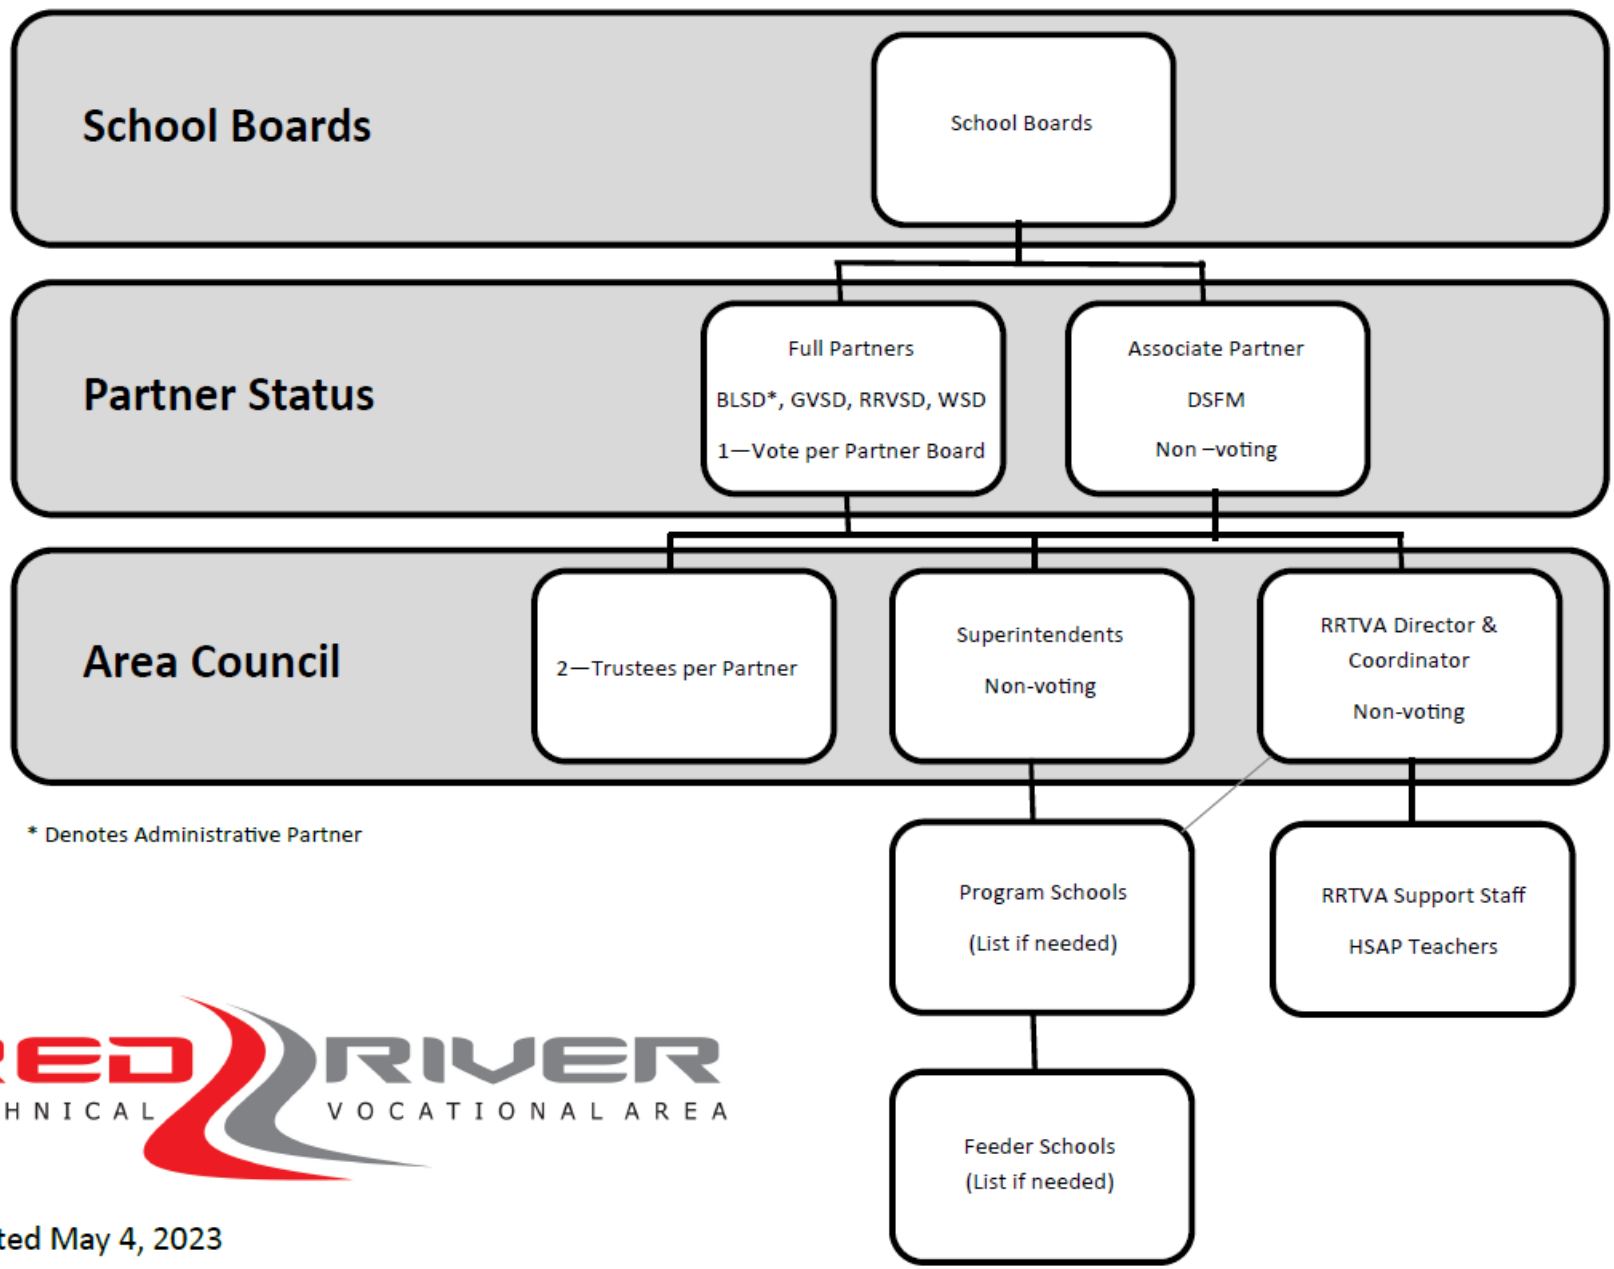 School Boards
School Boards
Partner Status
Full Partners
BLSD*, GVSD, RRVSD, WSD
1—Vote per Partner Board
Associate Partner
DSFM
Non –voting
Area Council
2—Trustees per Partner
Superintendents
Non-voting
RRTVA Director &
Coordinator
Non-voting
* Denotes Administrative Partner
Program Schools
(List if needed)
RRTVA Support Staff
HSAP Teachers
RED RIVER
HNICAL VOCATIONAL AREA
Feeder Schools
(List if needed)
ted May 4, 2023